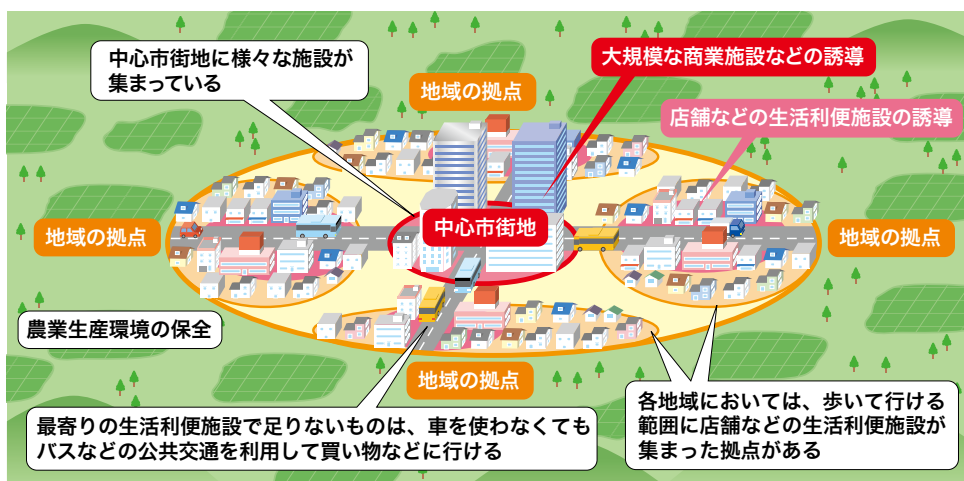 中心市街地に様々な施設が
集まっている
大規模な商業施設などの誘導
地域の拠点
店舗などの生活利便施設の誘導
地域の拠点
中心市街地
地域の拠点
農業生産環境の保全
地域の拠点
最寄りの生活利便施設で足りないものは、車を使わなくても
バスなどの公共交通を利用して買い物などに行ける
各地域においては、歩いて行ける
範囲に店舗などの生活利便施設が
集まった拠点がある